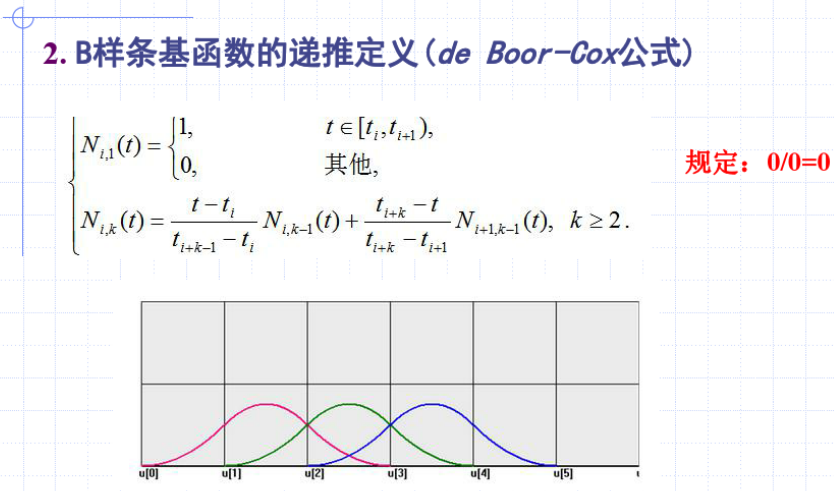 2. B样条基函数的递推定义(de Boor-Cox公式)
N_{i,1}(t) = { 1, t ∈ [t_i, t_{i+1}),
0, 其他,
规定：0/0=0
N_{i,k}(t) = \frac{t - t_i}{t_{i+k-1} - t_i} N_{i,k-1}(t) + \frac{t_{i+k} - t}{t_{i+k} - t_{i+1}} N_{i+1,k-1}(t), k ≥ 2.
u[0] u[1] u[2] u[3] u[4] u[5]